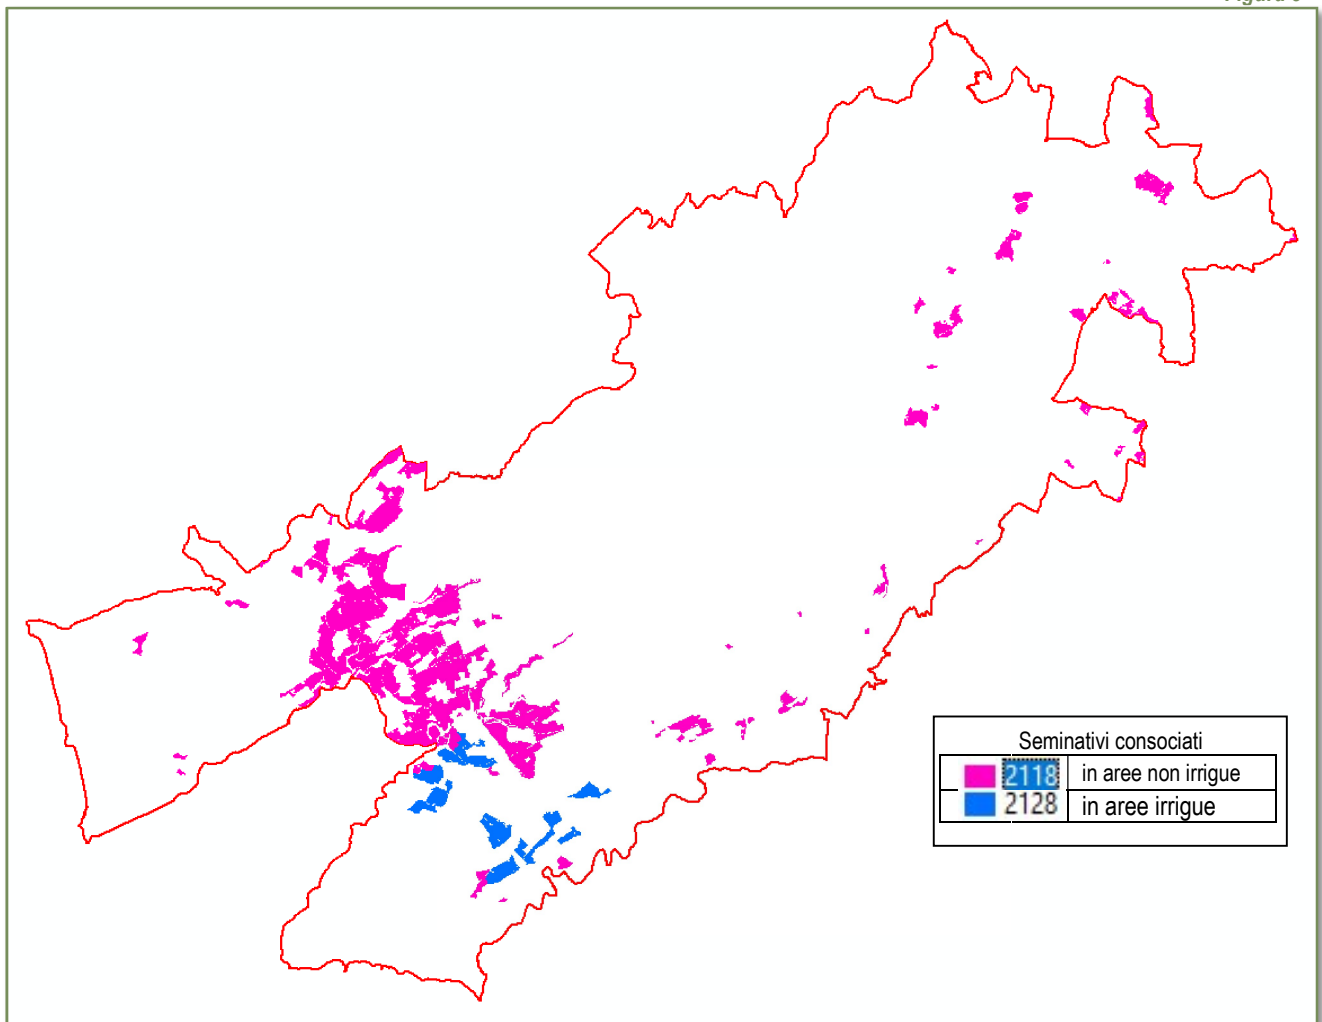 Seminativi consociati
2118 in aree non irrigue
2128 in aree irrigue